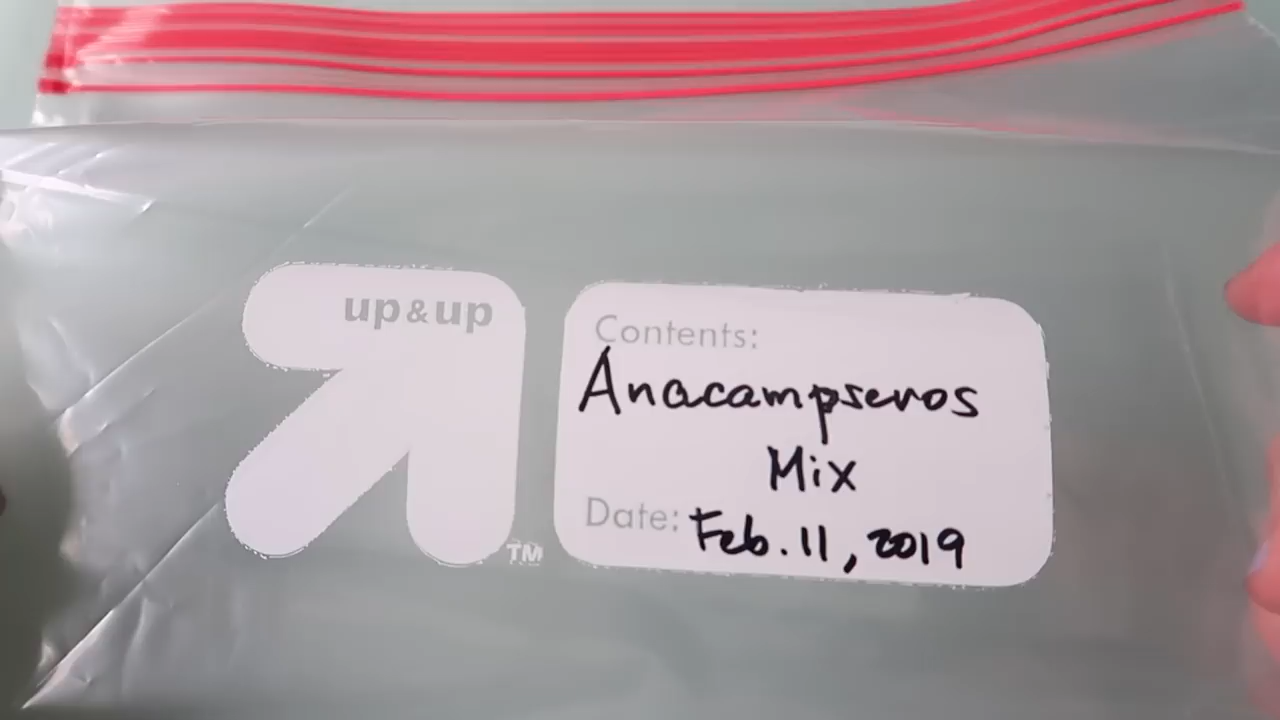 up&up
TM
Contents:
Anacampseros
Mix
Date: Feb. 11, 2019